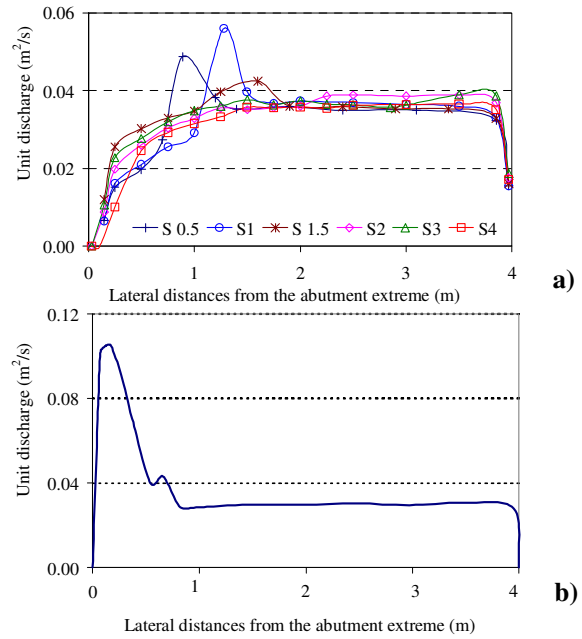 Unit discharge (m²/s)
0.08
0.06
0.04
0.02
0.00
S 0.5 S1 S 1.5 S2 S3 S4
0 1 2 3 4
Lateral distances from the abutment extreme (m)
a)
Unit discharge (m²/s)
0.12
0.08
0.04
0.00
0 1 2 3 4
Lateral distances from the abutment extreme (m)
b)